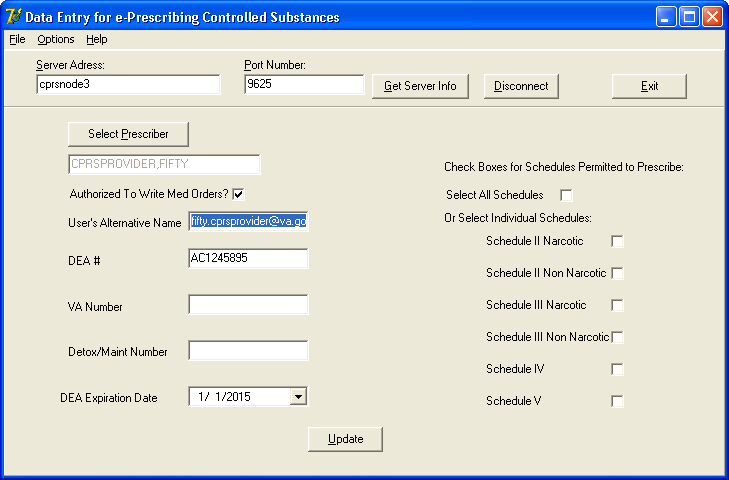 Data Entry for e-Prescribing Controlled Substances
File Options Help
Server Adress: Port Number:
cprsnode3 9625 Get Server Info Disconnect Exit
Select Prescriber
CPRSPROVIDER,FIFTY
Check Boxes for Schedules Permitted to Prescribe:
Authorized To Write Med Orders? Select All Schedules
User's Alternative Name fifty.cprsprovider@va.go
Or Select Individual Schedules:
Schedule II Narcotic
DEA # AC1245895
Schedule II Non Narcotic
VA Number Schedule III Narcotic
Schedule III Non Narcotic
Detox/Maint Number
Schedule IV
DEA Expiration Date 1/ 1/2015
Schedule V
Update